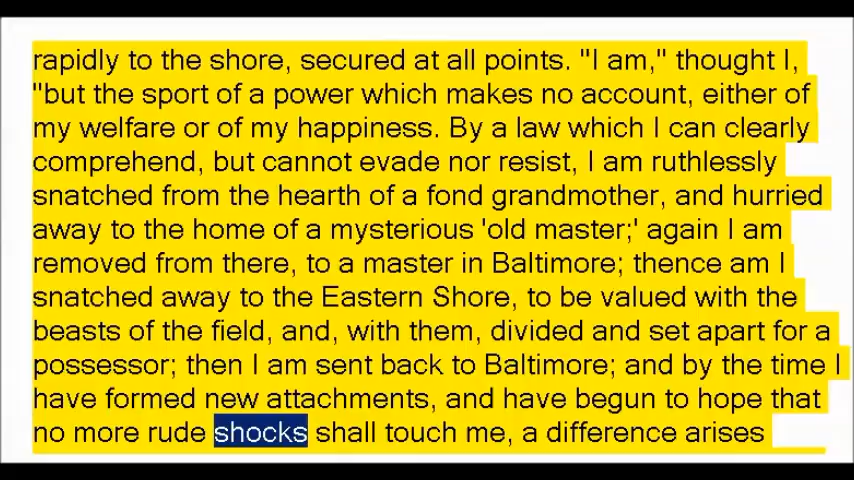 rapidly to the shore, secured at all points. "I am," thought I,
"but the sport of a power which makes no account, either of
my welfare or of my happiness. By a law which I can clearly
comprehend, but cannot evade nor resist, I am ruthlessly
snatched from the hearth of a fond grandmother, and hurried
away to the home of a mysterious 'old master;' again I am
removed from there, to a master in Baltimore; thence am I
snatched away to the Eastern Shore, to be valued with the
beasts of the field, and, with them, divided and set apart for a
possessor; then I am sent back to Baltimore; and by the time I
have formed new attachments, and have begun to hope that
no more rude shocks shall touch me, a difference arises